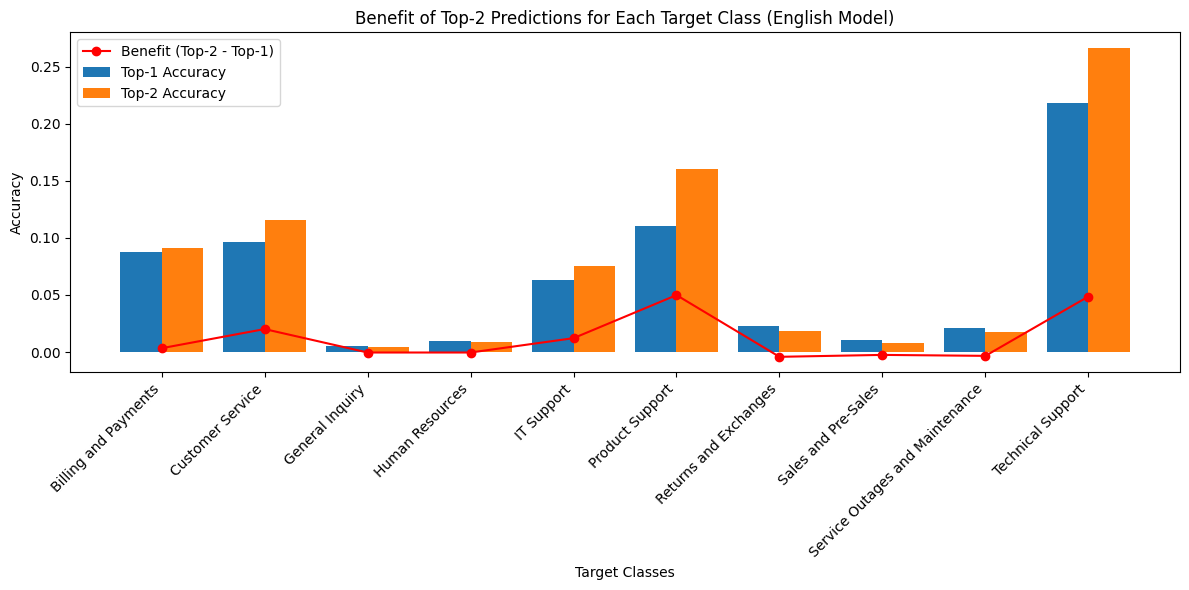 Benefit of Top-2 Predictions for Each Target Class (English Model)
Benefit (Top-2 - Top-1)
Top-1 Accuracy
Top-2 Accuracy
Accuracy
0.25
0.20
0.15
0.10
0.05
0.00
Billing and Payments
Customer Service
General Inquiry
Human Resources
IT Support
Product Support
Returns and Exchanges
Sales and Pre-Sales
Service Outages and Maintenance
Technical Support
Target Classes